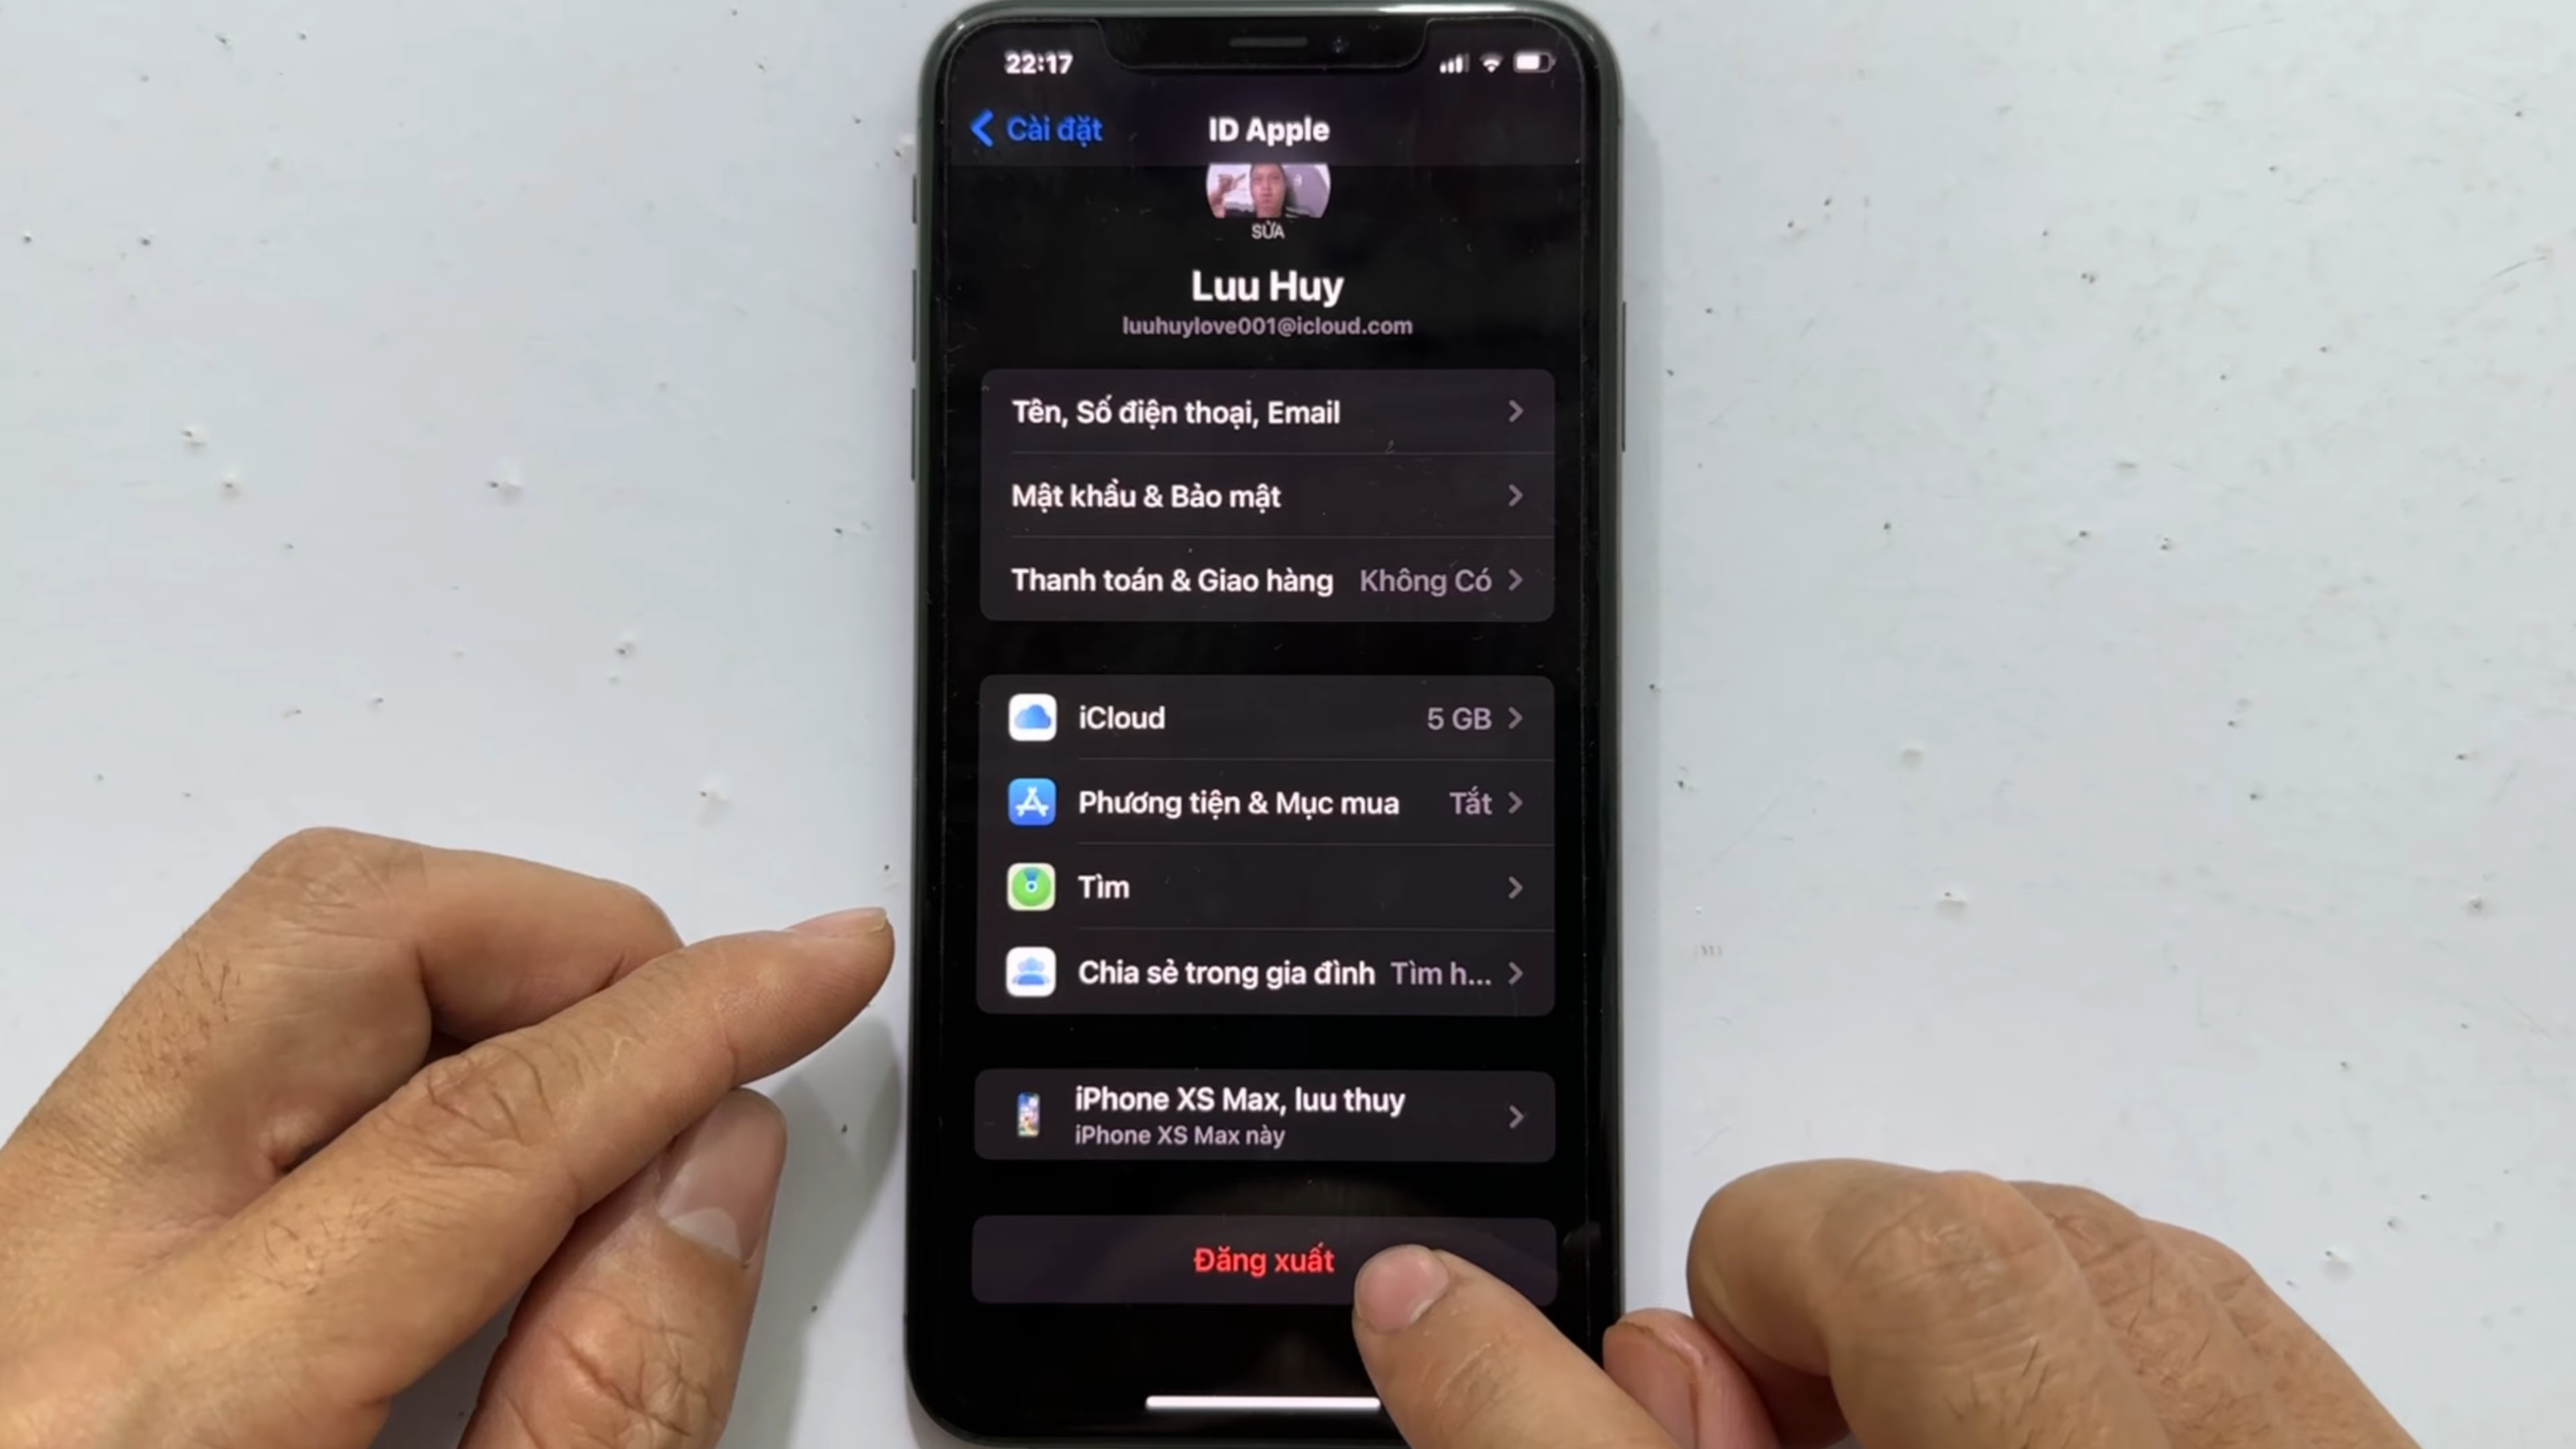 22:17
Cài đặt
ID Apple
SỬA
Luu Huy
luuhuylove001@icloud.com
Tên, Số điện thoại, Email
Mật khẩu & Bảo mật
Thanh toán & Giao hàng Không Có
iCloud 5 GB
Phương tiện & Mục mua Tắt
Tìm
Chia sẻ trong gia đình Tìm h...
iPhone XS Max, luu thuy
iPhone XS Max này
Đăng xuất